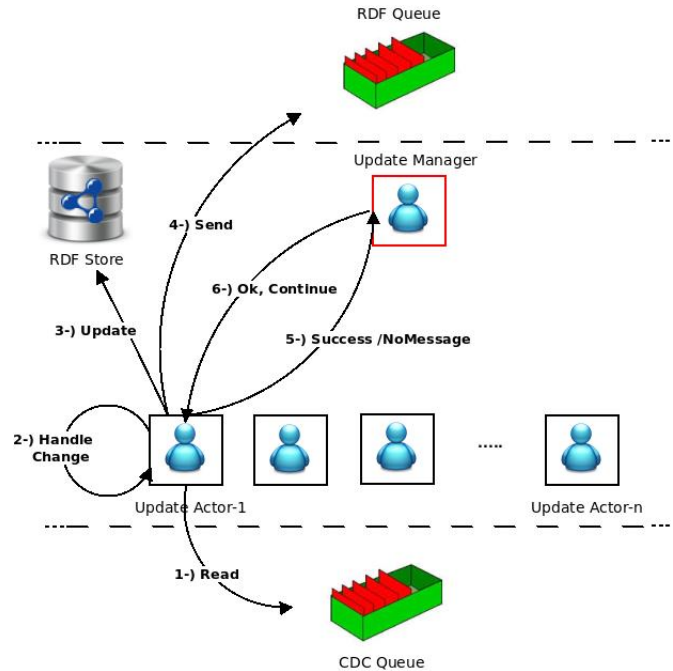 RDF Queue
Update Manager
4-) Send
RDF Store
6-) Ok, Continue
3-) Update
5-) Success /NoMessage
2-) Handle
Change
.....
Update Actor-1
Update Actor-n
1-) Read
CDC Queue